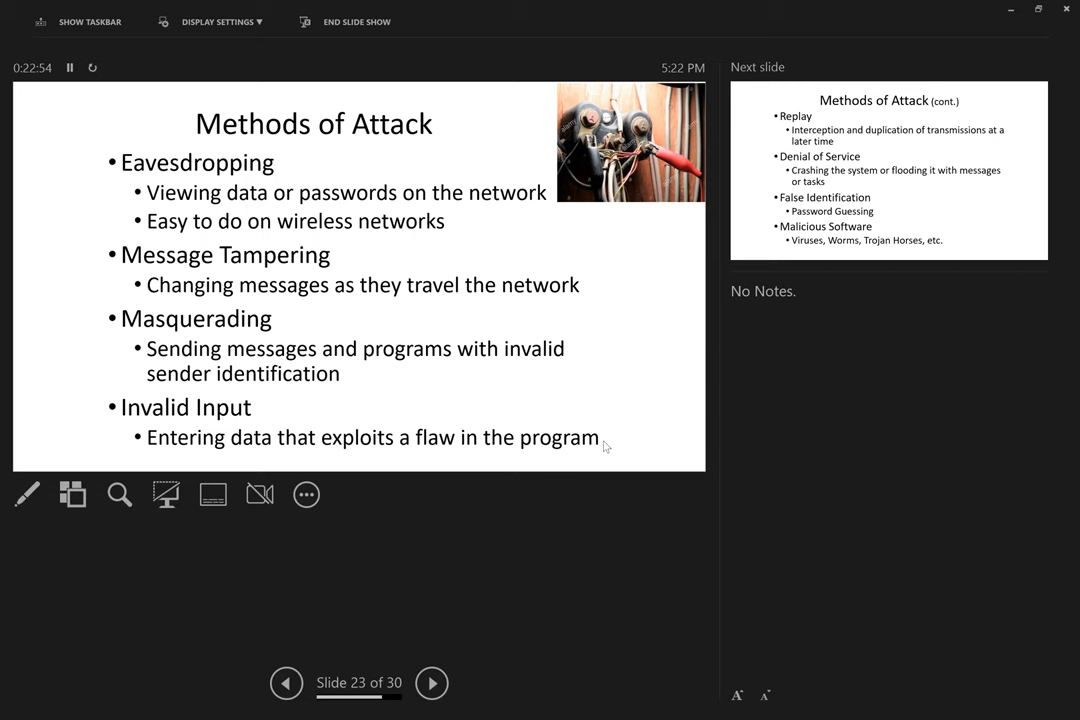 SHOW TASKBAR
DISPLAY SETTINGS ▼
END SLIDE SHOW
0:22:54
5:22 PM
Methods of Attack
• Eavesdropping
• Viewing data or passwords on the network
• Easy to do on wireless networks
• Message Tampering
• Changing messages as they travel the network
• Masquerading
• Sending messages and programs with invalid
sender identification
• Invalid Input
• Entering data that exploits a flaw in the program
alamy
Slide 23 of 30
Next slide
Methods of Attack (cont.)
• Replay
• Interception and duplication of transmissions at a
later time
• Denial of Service
• Crashing the system or flooding it with messages
or tasks
• False Identification
• Password Guessing
• Malicious Software
• Viruses, Worms, Trojan Horses, etc.
No Notes.
A
A